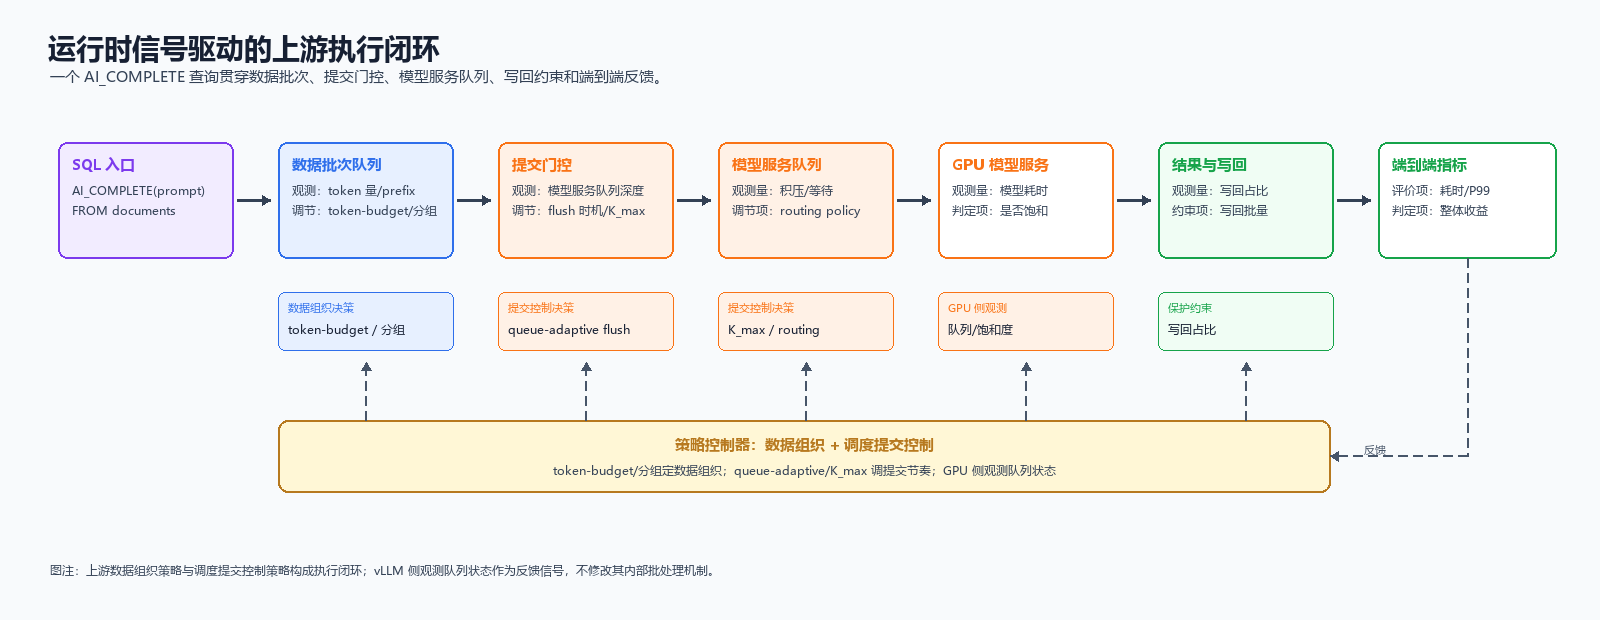 运行时信号驱动的上游执行闭环
一个 AI_COMPLETE 查询贯穿数据批次、提交门控、模型服务队列、写回约束和端到端反馈。
SQL 入口
AI_COMPLETE(prompt)
FROM documents
数据批次队列
观测：token 量/prefix
调节：token-budget/分组
提交门控
观测：模型服务队列深度
调节：flush 时机/K_max
模型服务队列
观测量：积压/等待
调节项：routing policy
GPU 模型服务
观测量：模型耗时
判定项：是否饱和
结果与写回
观测量：写回占比
约束项：写回批量
端到端指标
评价项：耗时/P99
判定项：整体收益
数据组织决策
token-budget / 分组
提交控制决策
queue-adaptive flush
提交控制决策
K_max / routing
GPU 侧观测
队列/饱和度
保护约束
写回占比
策略控制器：数据组织 + 调度提交控制
token-budget/分组定数据组织；queue-adaptive/K_max 调提交节奏；GPU 侧观测队列状态
反馈
图注：上游数据组织策略与调度提交控制策略构成执行闭环；vLLM 侧观测队列状态作为反馈信号，不修改其内部批处理机制。